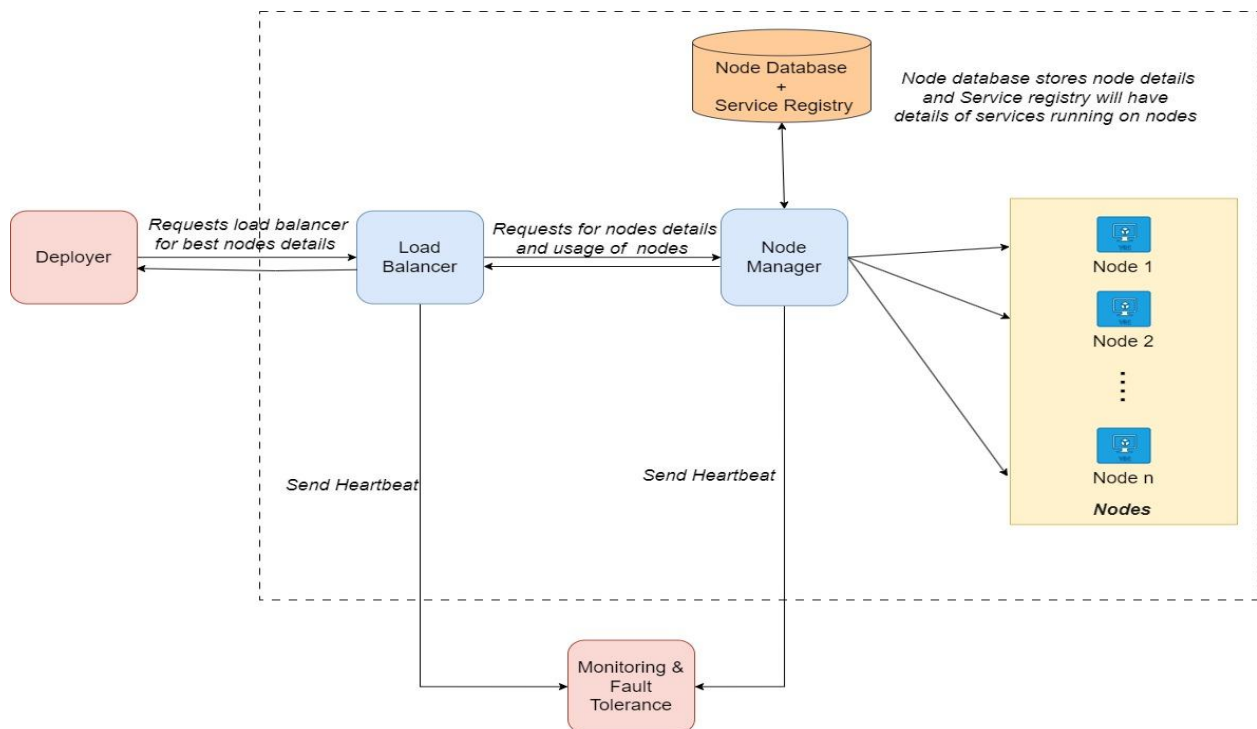 Node Database
+
Service Registry
Node database stores node details
and Service registry will have
details of services running on nodes
Deployer
Requests load balancer
for best nodes details
Load
Balancer
Requests for nodes details
and usage of nodes
Node
Manager
Node 1
Node 2
Node n
Nodes
Send Heartbeat
Send Heartbeat
Monitoring &
Fault
Tolerance